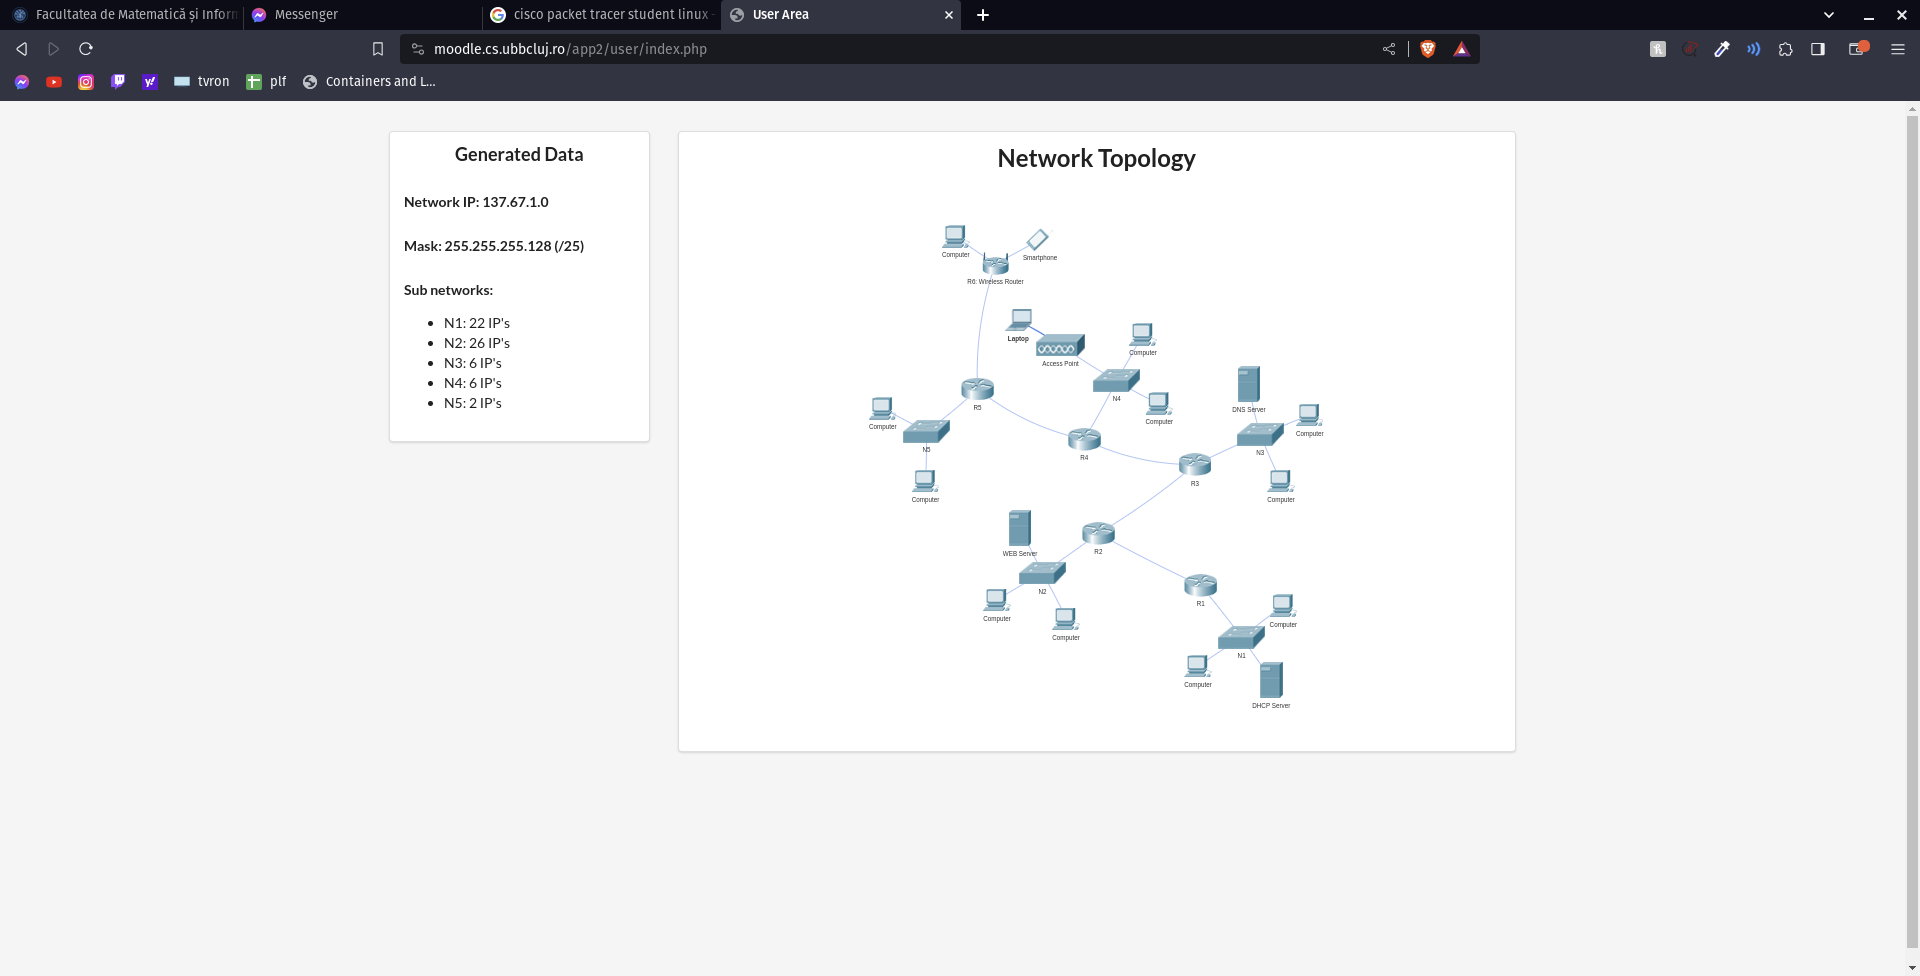 Facultatea de Matematică și Inforn
Messenger
cisco packet tracer student linux -
User Area
moodle.cs.ubbcluj.ro/app2/user/index.php
tvron
plf
Containers and L...
Generated Data
Network IP: 137.67.1.0
Mask: 255.255.255.128 (/25)
Sub networks:
N1: 22 IP's
N2: 26 IP's
N3: 6 IP's
N4: 6 IP's
N5: 2 IP's
Network Topology
Computer
Smartphone
R6: Wireless Router
Laptop
Computer
Access Point
N4
R5
DNS Server
Computer
Computer
Computer
N5
R4
N3
R3
Computer
Computer
WEB Server
R2
N2
R1
Computer
Computer
Computer
N1
Computer
DHCP Server